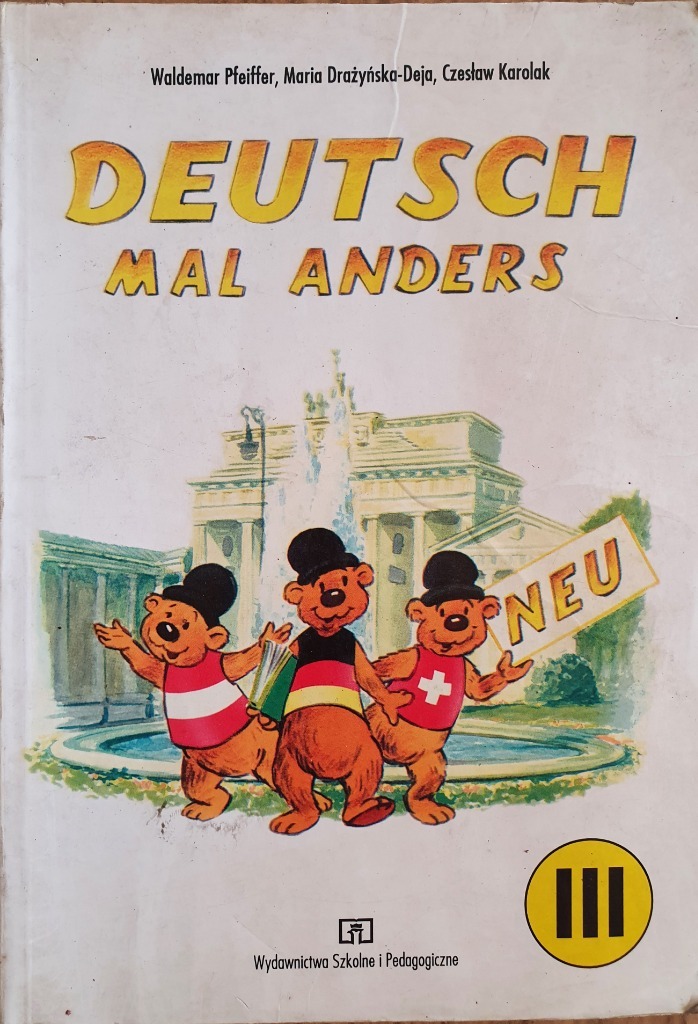 Waldemar Pfeiffer, Maria Drażyńska-Deja, Czesław Karolak
DEUTSCH
MAL ANDERS
NEU
III
Wydawnictwa Szkolne i Pedagogiczne